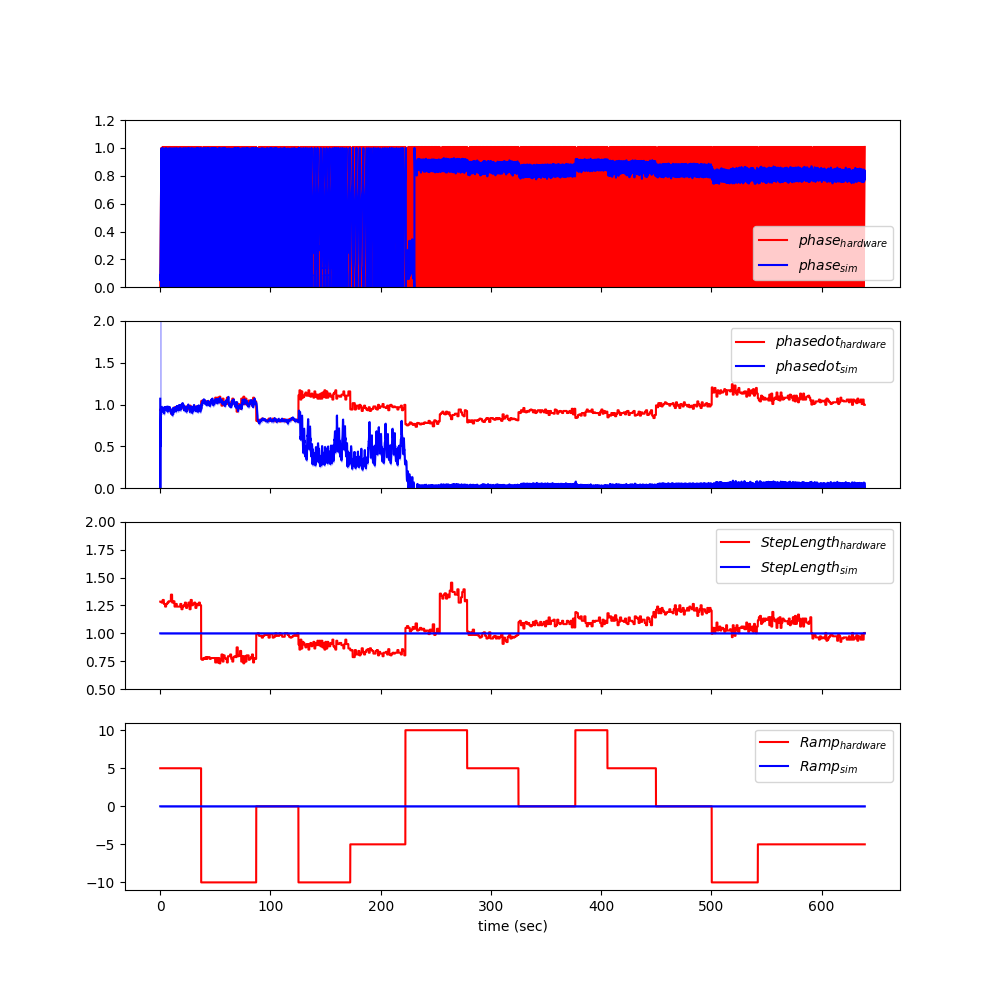 1.2
1.0
0.8
0.6
0.4
0.2
0.0
phase_hardware
phase_sim
2.0
1.5
1.0
0.5
0.0
phasedot_hardware
phasedot_sim
2.00
1.75
1.50
1.25
1.00
0.75
0.50
StepLength_hardware
StepLength_sim
10
5
0
−5
−10
Ramp_hardware
Ramp_sim
0 100 200 300 400 500 600
time (sec)